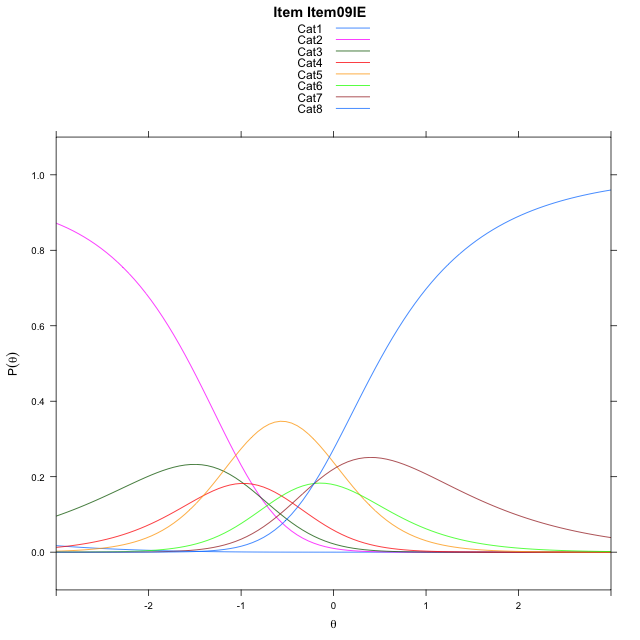 Item Item09IE
Cat1
Cat2
Cat3
Cat4
Cat5
Cat6
Cat7
Cat8
1.0
0.8
0.6
0.4
0.2
0.0
P(θ)
-2 -1 0 1 2
θ